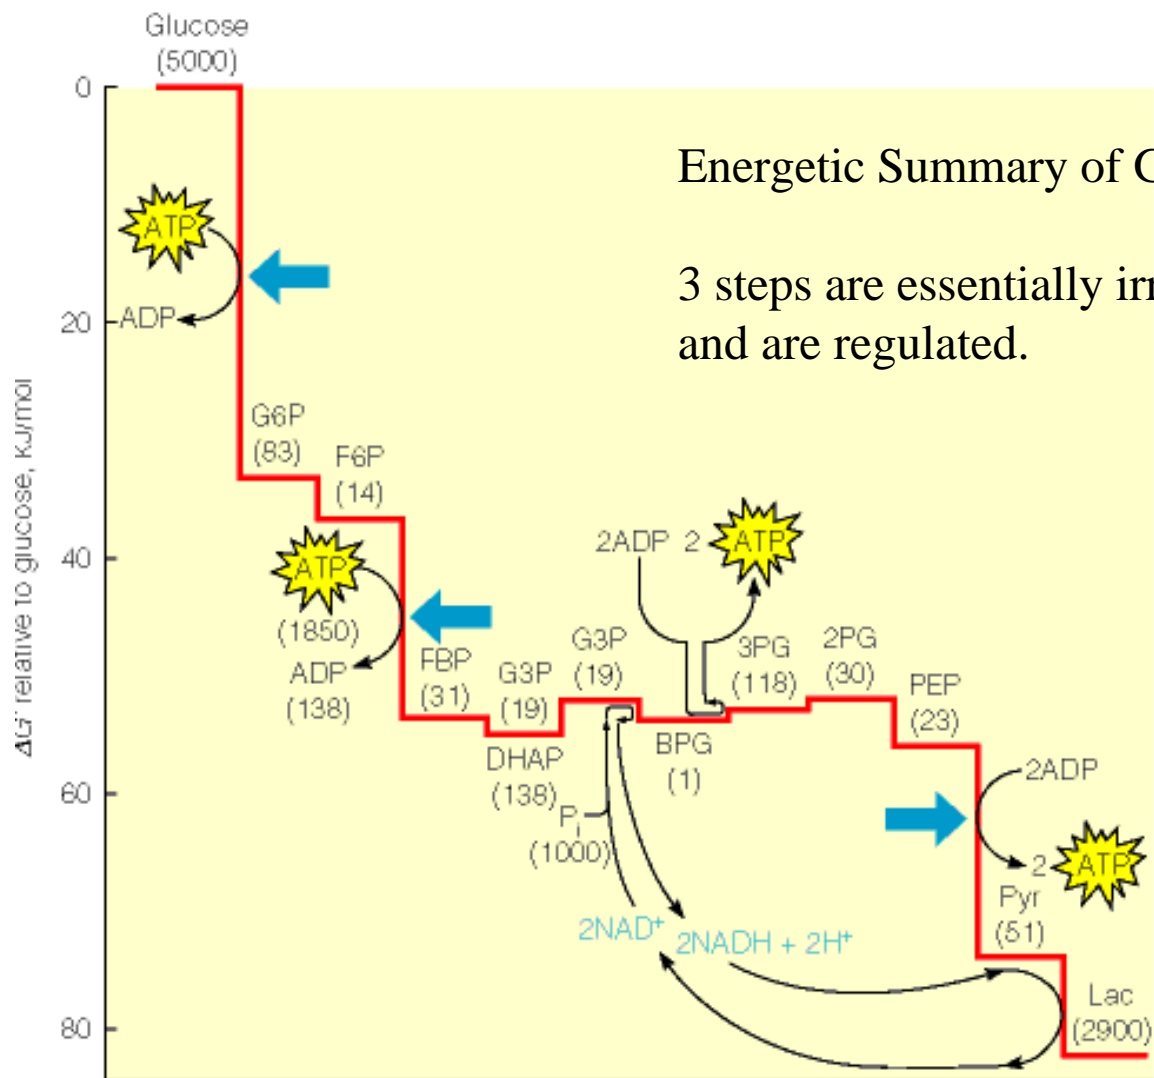 Glucose
(5000)
0
Energetic Summary of
3 steps are essentially
and are regulated.
ATP
ADP
20
ΔG' relative to glucose, KJ/mol
G6P
(83)
F6P
(14)
40
ATP
(1850)
ADP
(138)
2ADP 2 ATP
FBP
(31)
G3P
(19)
G3P
(19)
3PG
(118)
2PG
(30)
PEP
(23)
DHAP
(138)
BPG
(1)
60
Pi
(1000)
2ADP
2 ATP
Pyr
(51)
2NAD+
2NADH + 2H+
Lac
(2900)
80